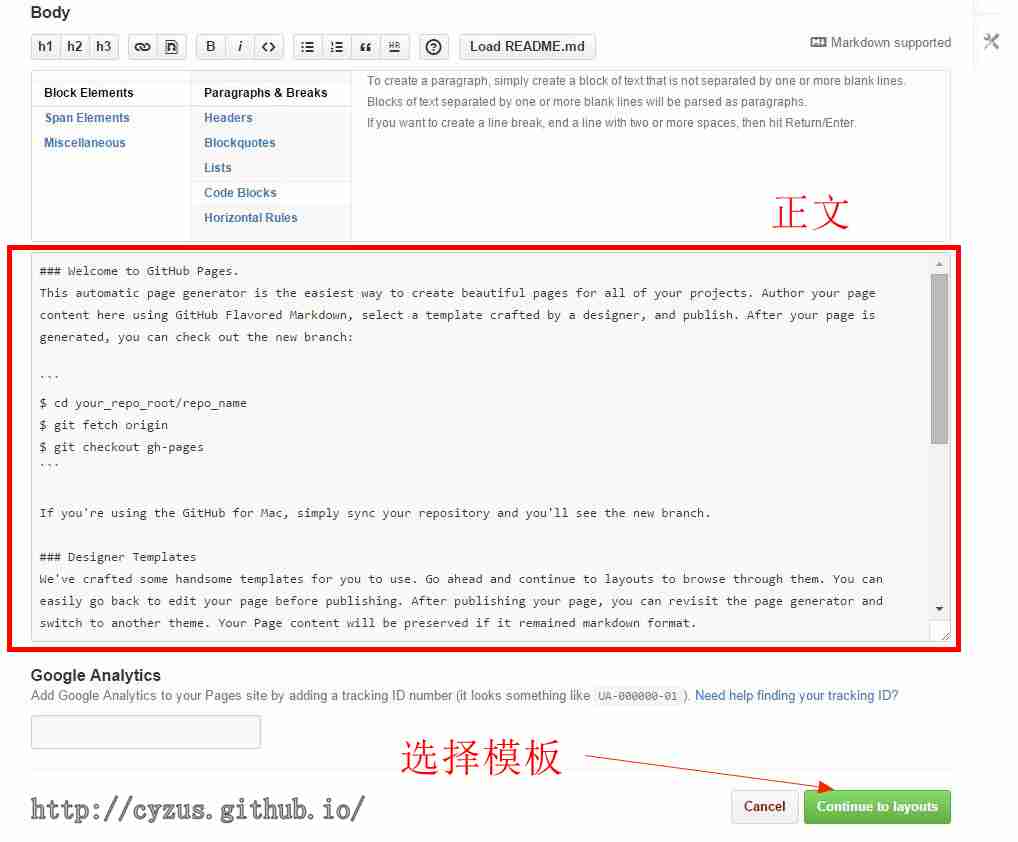 Body
h1 h2 h3 B i <> “ HR ? Load README.md Markdown supported
Block Elements
Span Elements
Miscellaneous
Paragraphs & Breaks
Headers
Blockquotes
Lists
Code Blocks
Horizontal Rules
To create a paragraph, simply create a block of text that is not separated by one or more blank lines.
Blocks of text separated by one or more blank lines will be parsed as paragraphs.
If you want to create a line break, end a line with two or more spaces, then hit Return/Enter.
正文
### Welcome to GitHub Pages.
This automatic page generator is the easiest way to create beautiful pages for all of your projects. Author your page
content here using GitHub Flavored Markdown, select a template crafted by a designer, and publish. After your page is
generated, you can check out the new branch:
```
$ cd your_repo_root/repo_name
$ git fetch origin
$ git checkout gh-pages
```
If you're using the GitHub for Mac, simply sync your repository and you'll see the new branch.
### Designer Templates
We've crafted some handsome templates for you to use. Go ahead and continue to layouts to browse through them. You can
easily go back to edit your page before publishing. After publishing your page, you can revisit the page generator and
switch to another theme. Your Page content will be preserved if it remained markdown format.
Google Analytics
Add Google Analytics to your Pages site by adding a tracking ID number (it looks something like UA-000000-01 ). Need help finding your tracking ID?
选择模板
http://cyzus.github.io/
Cancel Continue to layouts